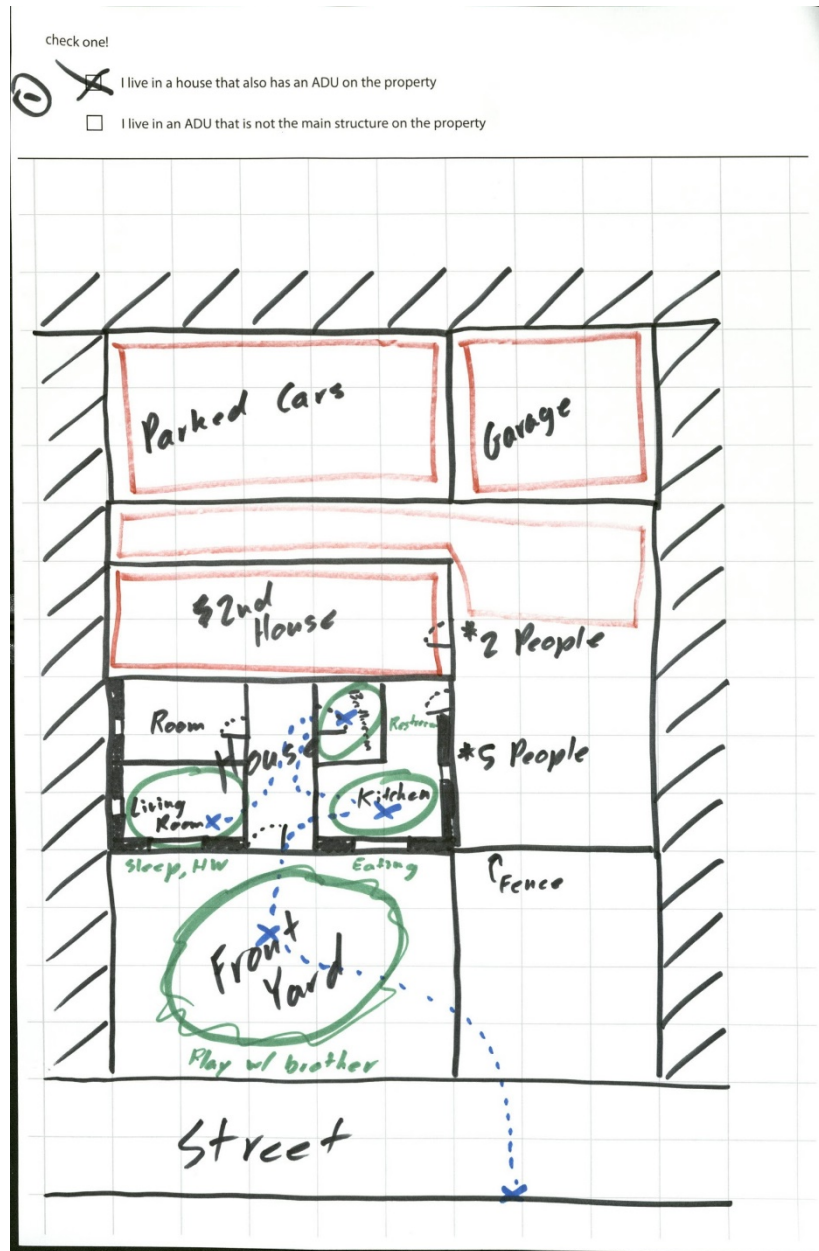 check one!
①
I live in a house that also has an ADU on the property
I live in an ADU that is not the main structure on the property
Parked Cars
Garage
2nd
House
*2 People
Room
Bathroom
Restroom
House
*5 People
Living
Room
Kitchen
Sleep, HW
Eating
Fence
Front
Yard
Play w/ brother
Street